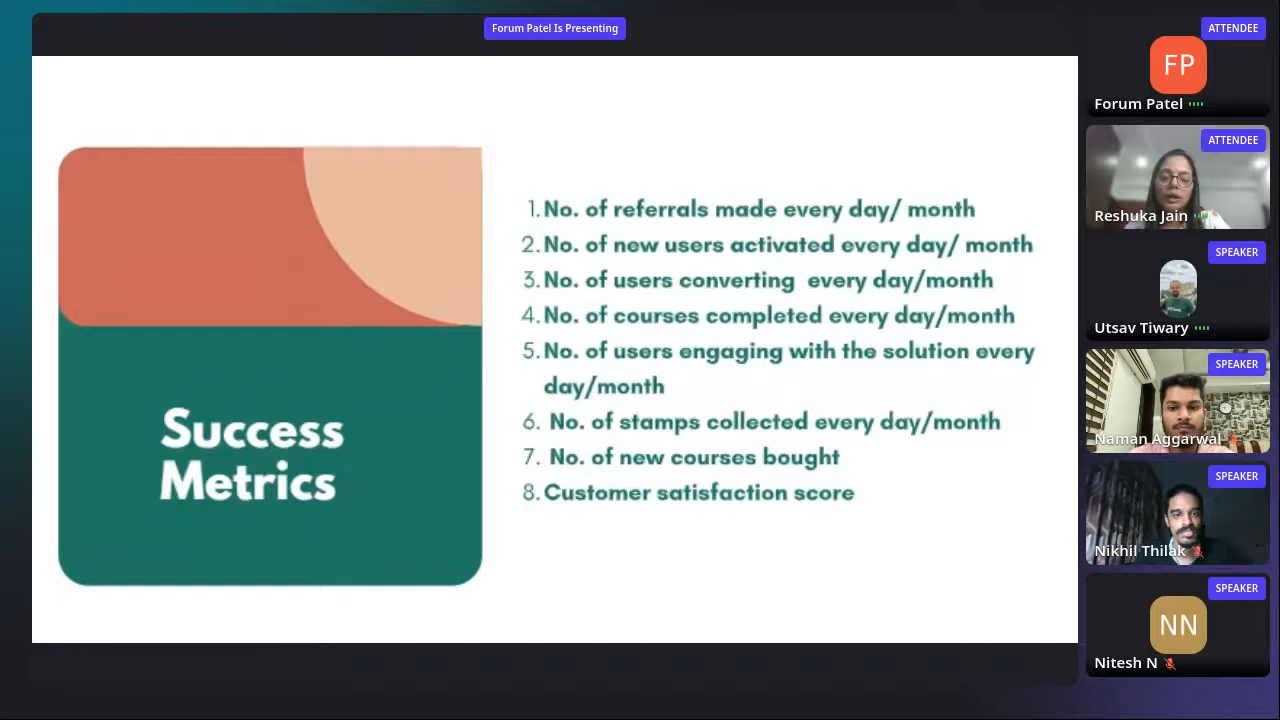 Forum Patel Is Presenting
Success
Metrics
1. No. of referrals made every day/ month
2. No. of new users activated every day/ month
3. No. of users converting  every day/month
4. No. of courses completed every day/month
5. No. of users engaging with the solution every
day/month
6. No. of stamps collected every day/month
7. No. of new courses bought
8. Customer satisfaction score
ATTENDEE
FP
Forum Patel
ATTENDEE
Reshuka Jain
SPEAKER
Utsav Tiwary
SPEAKER
Naman Aggarwal
SPEAKER
Nikhil Thilak
SPEAKER
NN
Nitesh N